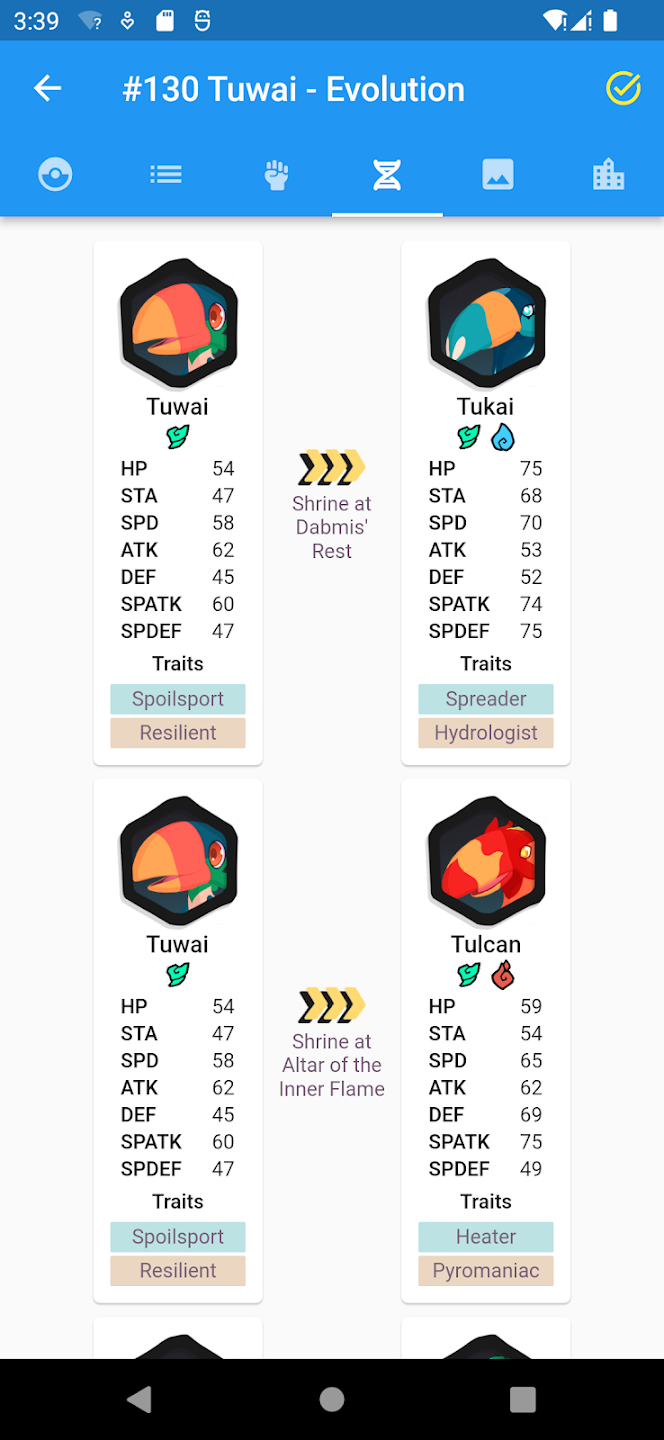 3:39
#130 Tuwai - Evolution
Tuwai
HP 54
STA 47
SPD 58
ATK 62
DEF 45
SPATK 60
SPDEF 47
Traits
Spoilsport
Resilient
Shrine at
Dabmis'
Rest
Tukai
HP 75
STA 68
SPD 70
ATK 53
DEF 52
SPATK 74
SPDEF 75
Traits
Spreader
Hydrologist
Tuwai
HP 54
STA 47
SPD 58
ATK 62
DEF 45
SPATK 60
SPDEF 47
Traits
Spoilsport
Resilient
Shrine at
Altar of the
Inner Flame
Tulcan
HP 59
STA 54
SPD 65
ATK 62
DEF 69
SPATK 75
SPDEF 49
Traits
Heater
Pyromaniac